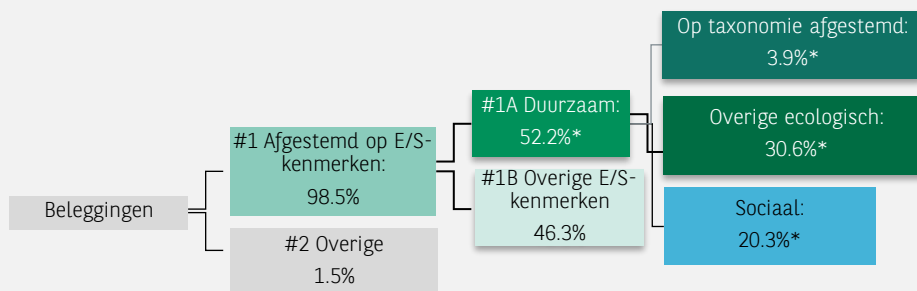 Beleggingen
#1 Afgestemd op E/S-
kenmerken:
98.5%
#2 Overige
1.5%
#1A Duurzaam:
52.2%*
#1B Overige E/S-
kenmerken
46.3%
Op taxonomie afgestemd:
3.9%*
Overige ecologisch:
30.6%*
Sociaal:
20.3%*